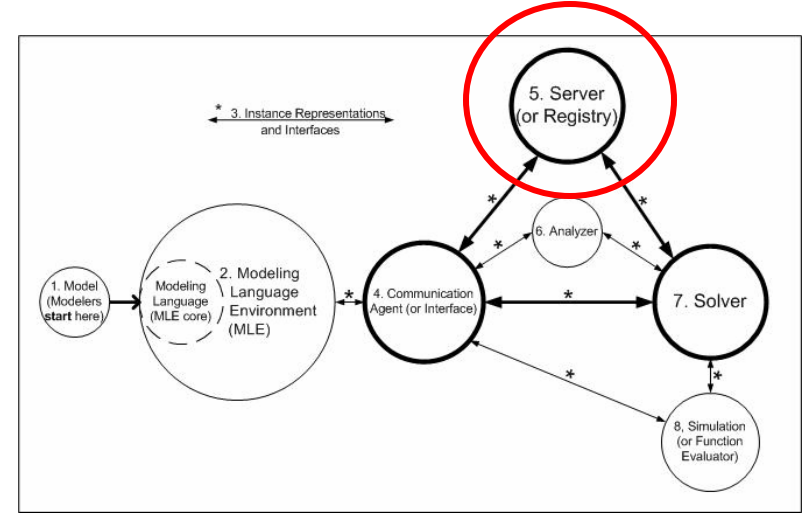 5. Server
(or Registry)
* 3. Instance Representations
and Interfaces
*
*
6. Analyzer
*
*
1. Model
(Modelers
start here)
Modeling
Language
(MLE core)
2. Modeling
Language
Environment
(MLE)
*
4. Communication
Agent (or Interface)
*
7. Solver
*
*
8, Simulation
(or Function
Evaluator)